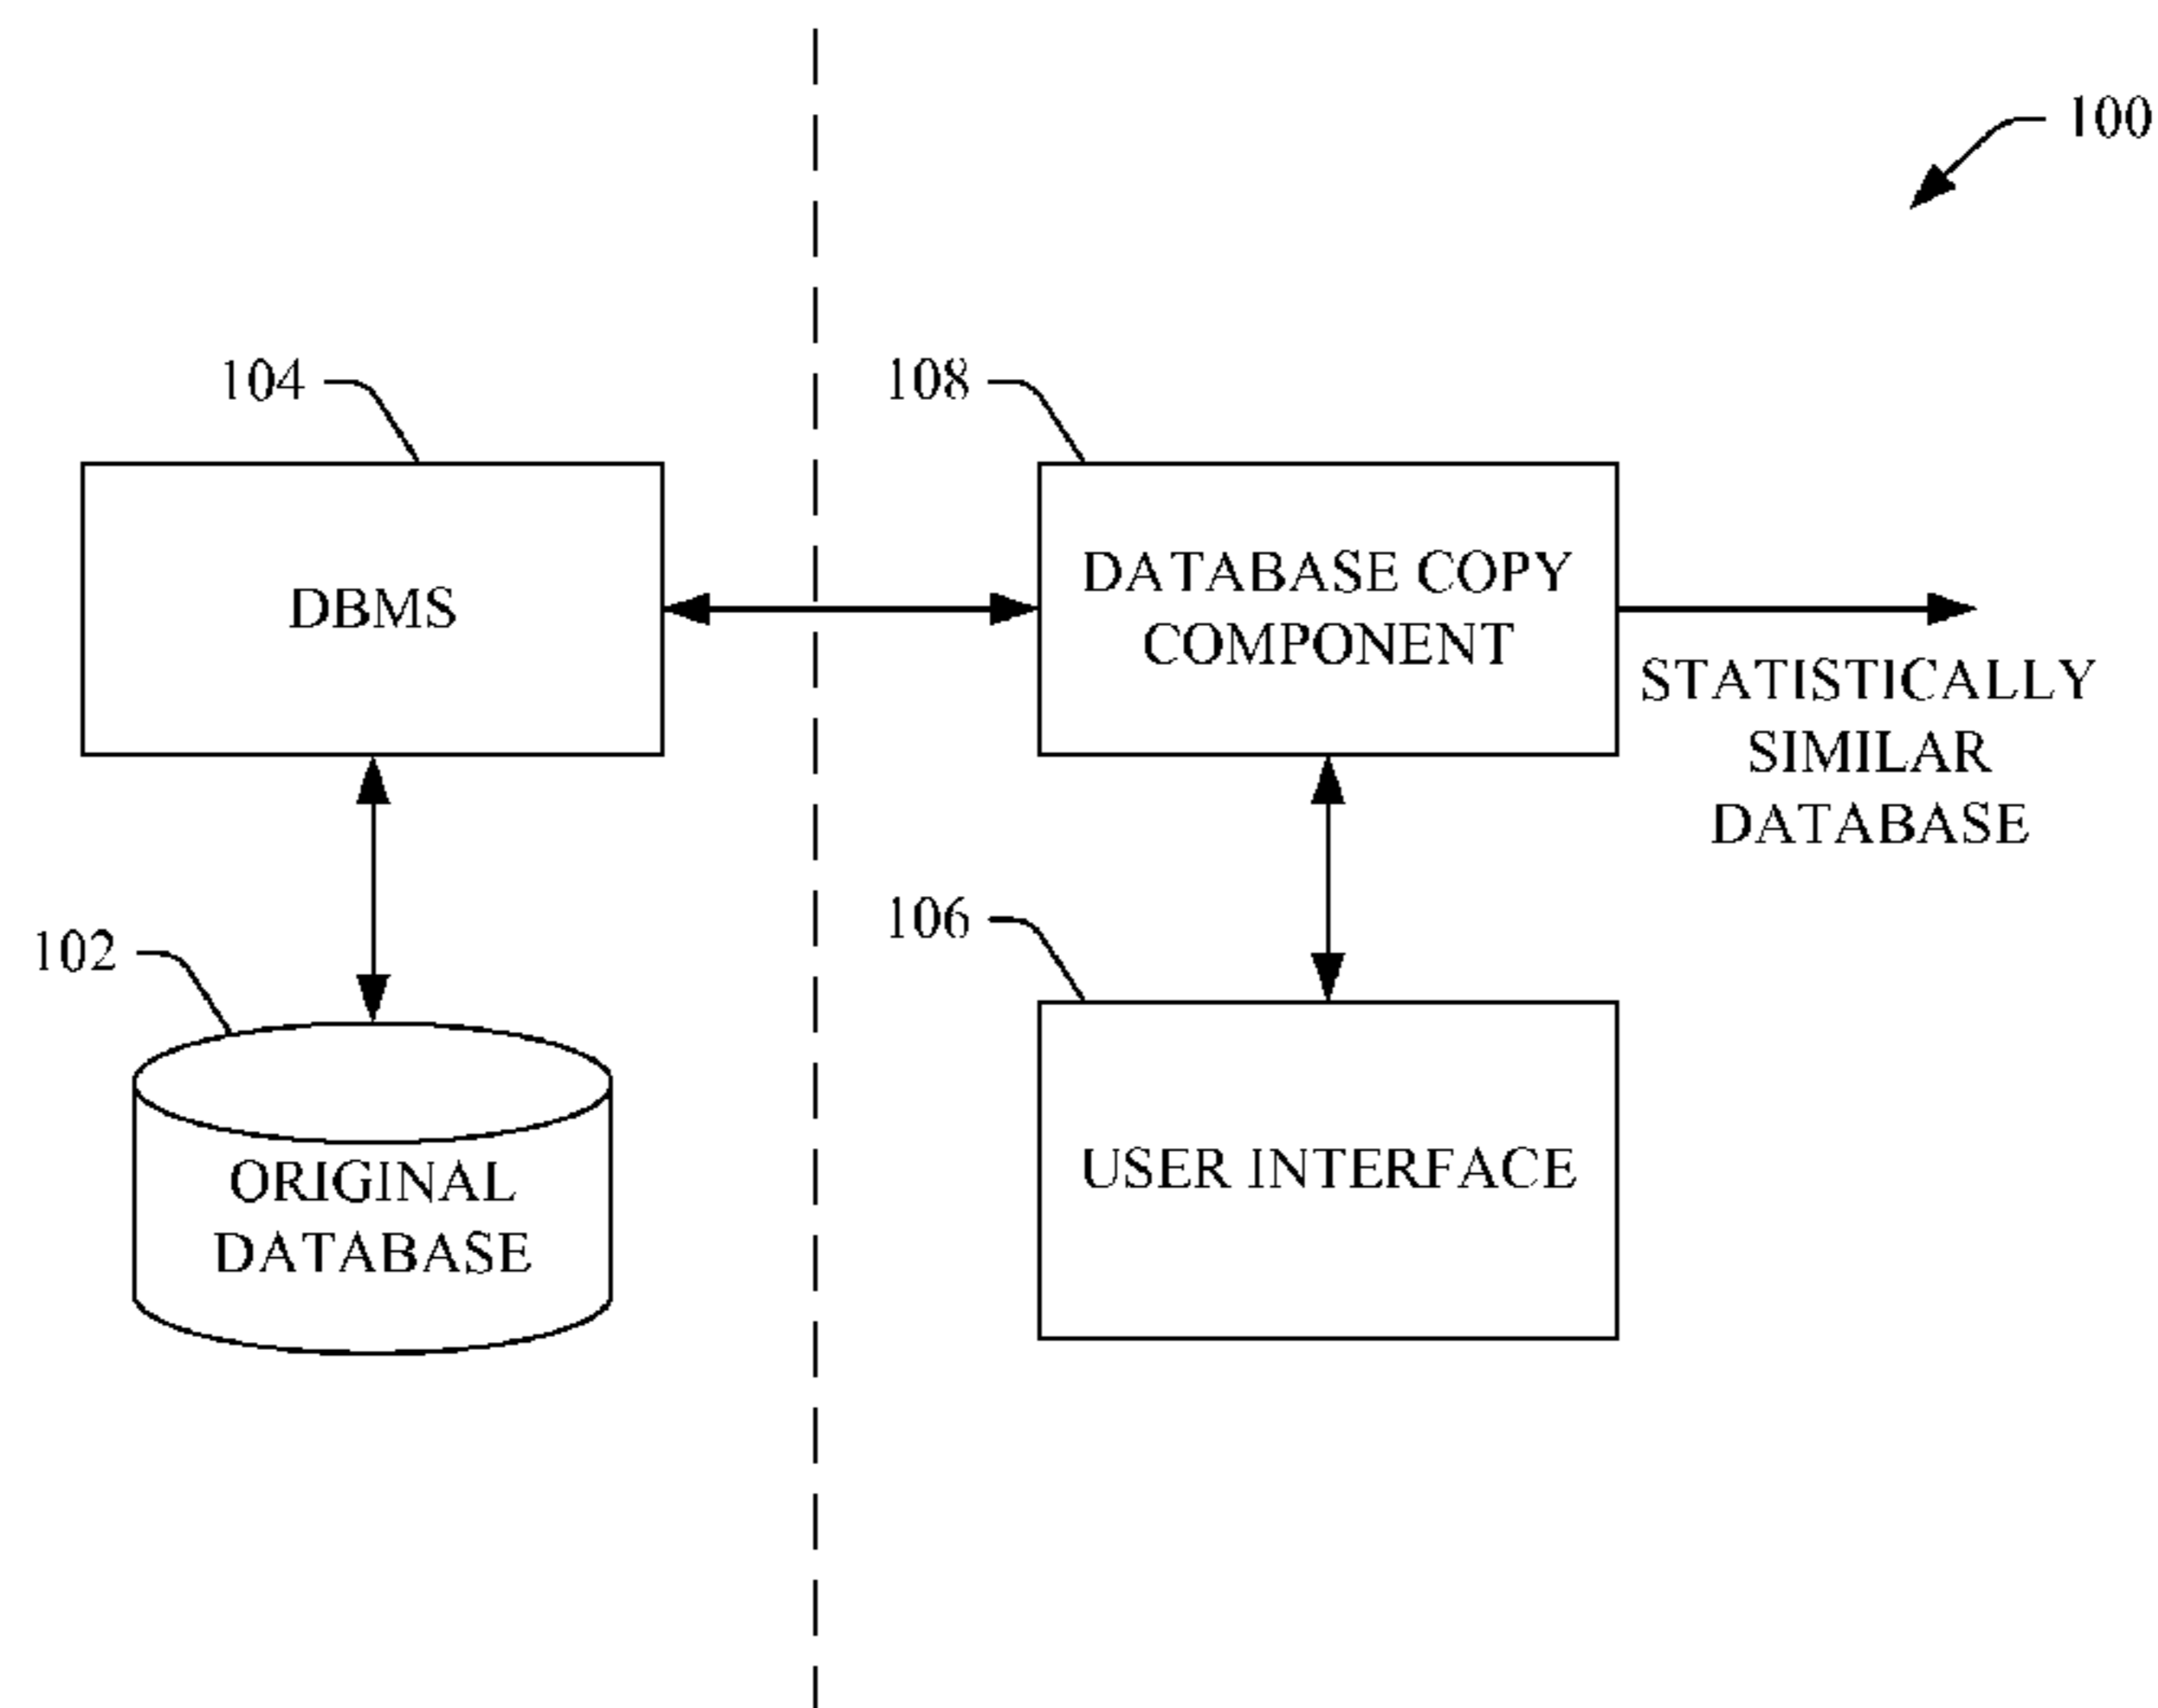 100
104
108
DBMS
DATABASE COPY
COMPONENT
STATISTICALLY
SIMILAR
DATABASE
102
106
ORIGINAL
DATABASE
USER INTERFACE